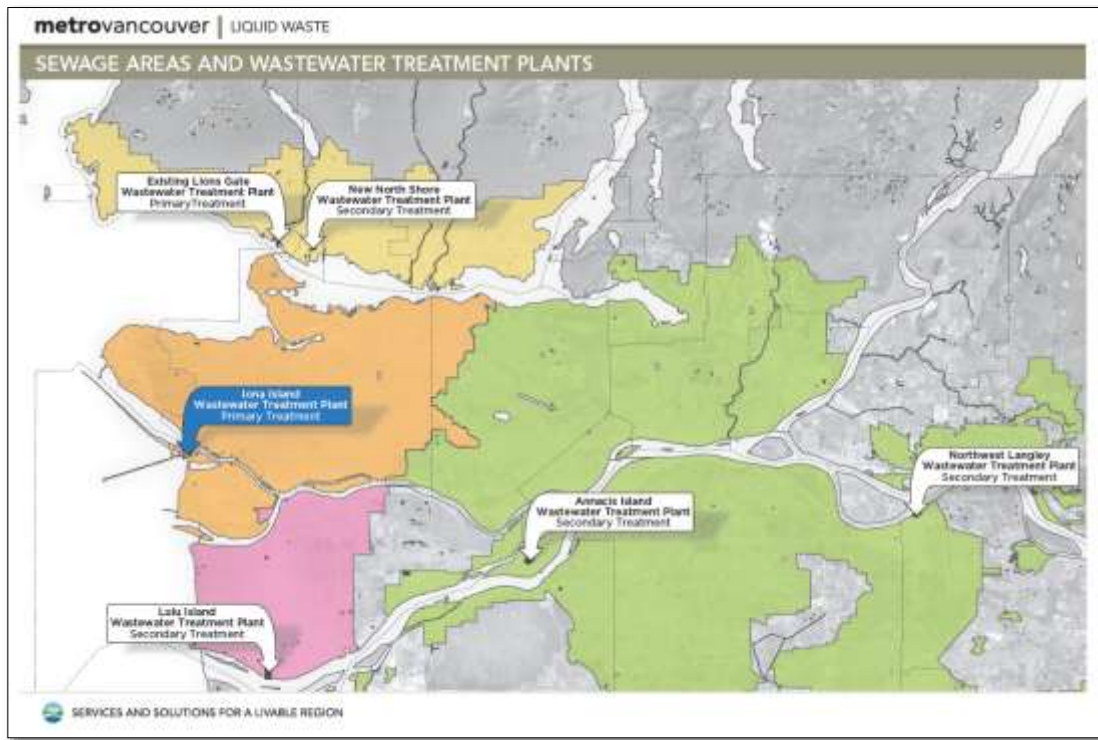 metrovancouver | LIQUID WASTE
SEWAGE AREAS AND WASTEWATER TREATMENT PLANTS
Existing Lions Gate
Wastewater Treatment Plant
Primary Treatment
New North Shore
Wastewater Treatment Plant
Secondary Treatment
Iona Island
Wastewater Treatment Plant
Primary Treatment
Northwest Langley
Wastewater Treatment Plant
Secondary Treatment
Annacis Island
Wastewater Treatment Plant
Secondary Treatment
Lulu Island
Wastewater Treatment Plant
Secondary Treatment
SERVICES AND SOLUTIONS FOR A LIVABLE REGION